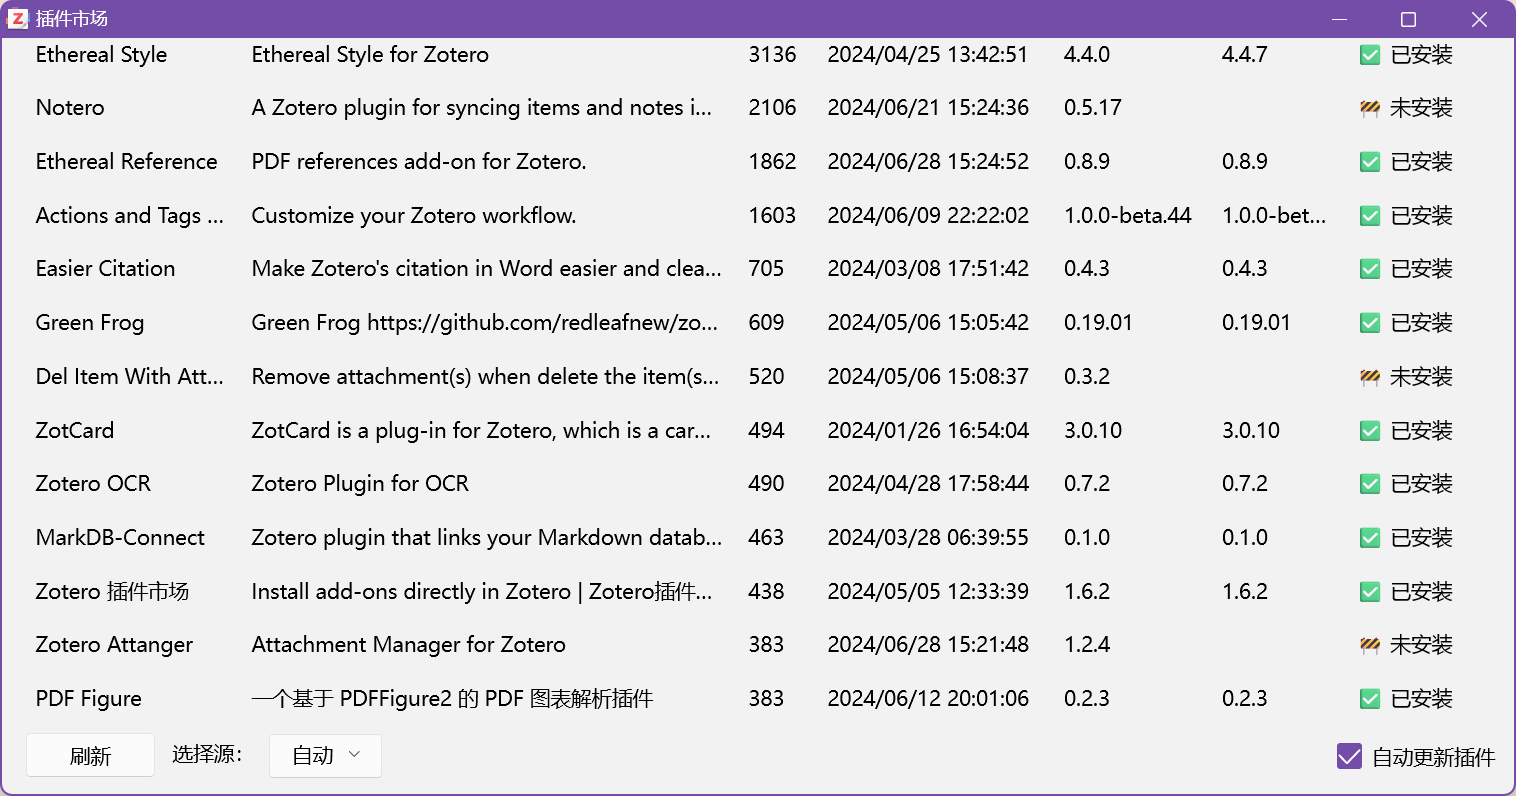 插件市场
Ethereal Style Ethereal Style for Zotero 3136 2024/04/25 13:42:51 4.4.0 4.4.7 已安装
Notero A Zotero plugin for syncing items and notes i... 2106 2024/06/21 15:24:36 0.5.17 未安装
Ethereal Reference PDF references add-on for Zotero. 1862 2024/06/28 15:24:52 0.8.9 0.8.9 已安装
Actions and Tags ... Customize your Zotero workflow. 1603 2024/06/09 22:22:02 1.0.0-beta.44 1.0.0-bet... 已安装
Easier Citation Make Zotero's citation in Word easier and clea... 705 2024/03/08 17:51:42 0.4.3 0.4.3 已安装
Green Frog Green Frog https://github.com/redleafnew/zo... 609 2024/05/06 15:05:42 0.19.01 0.19.01 已安装
Del Item With Att... Remove attachment(s) when delete the item(s... 520 2024/05/06 15:08:37 0.3.2 未安装
ZotCard ZotCard is a plug-in for Zotero, which is a car... 494 2024/01/26 16:54:04 3.0.10 3.0.10 已安装
Zotero OCR Zotero Plugin for OCR 490 2024/04/28 17:58:44 0.7.2 0.7.2 已安装
MarkDB-Connect Zotero plugin that links your Markdown datab... 463 2024/03/28 06:39:55 0.1.0 0.1.0 已安装
Zotero 插件市场 Install add-ons directly in Zotero | Zotero插件... 438 2024/05/05 12:33:39 1.6.2 1.6.2 已安装
Zotero Attanger Attachment Manager for Zotero 383 2024/06/28 15:21:48 1.2.4 未安装
PDF Figure 一个基于 PDFFigure2 的 PDF 图表解析插件 383 2024/06/12 20:01:06 0.2.3 0.2.3 已安装
刷新 选择源： 自动 自动更新插件